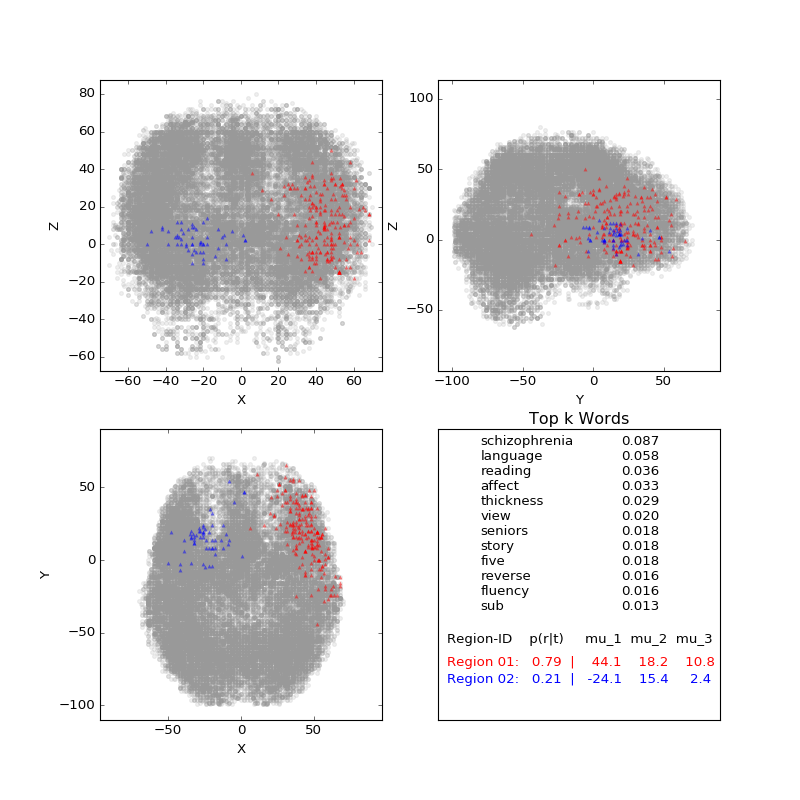 80
60
40
20
0
−20
−40
−60
Z
−60 −40 −20 0 20 40 60
X
100
50
0
−50
Z
−100 −50 0 50
Y
50
0
−50
−100
Y
−50 0 50
X
Top k Words
schizophrenia 0.087
language 0.058
reading 0.036
affect 0.033
thickness 0.029
view 0.020
seniors 0.018
story 0.018
five 0.018
reverse 0.016
fluency 0.016
sub 0.013
Region-ID p(r|t) mu_1 mu_2 mu_3
Region 01: 0.79 | 44.1 18.2 10.8
Region 02: 0.21 | -24.1 15.4 2.4